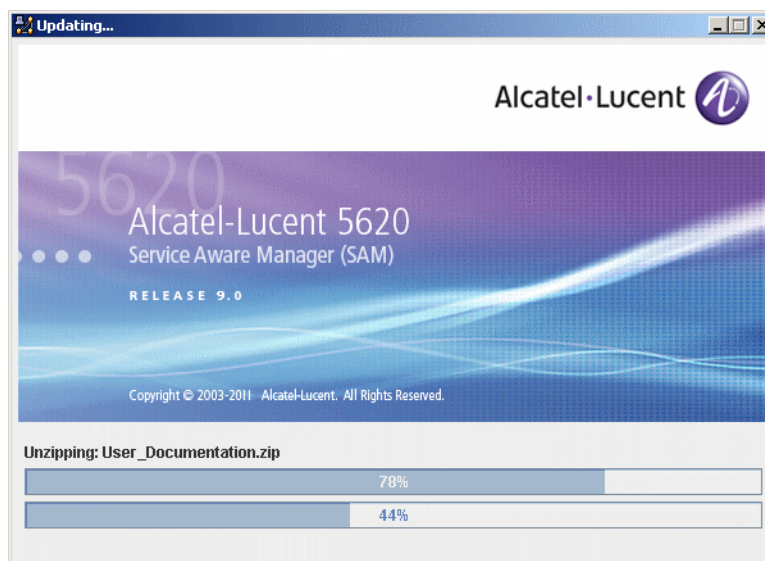 Updating...
Alcatel·Lucent
5620
Alcatel-Lucent 5620
Service Aware Manager (SAM)
RELEASE 9.0
Copyright © 2003-2011 Alcatel-Lucent. All Rights Reserved.
Unzipping: User_Documentation.zip
78%
44%